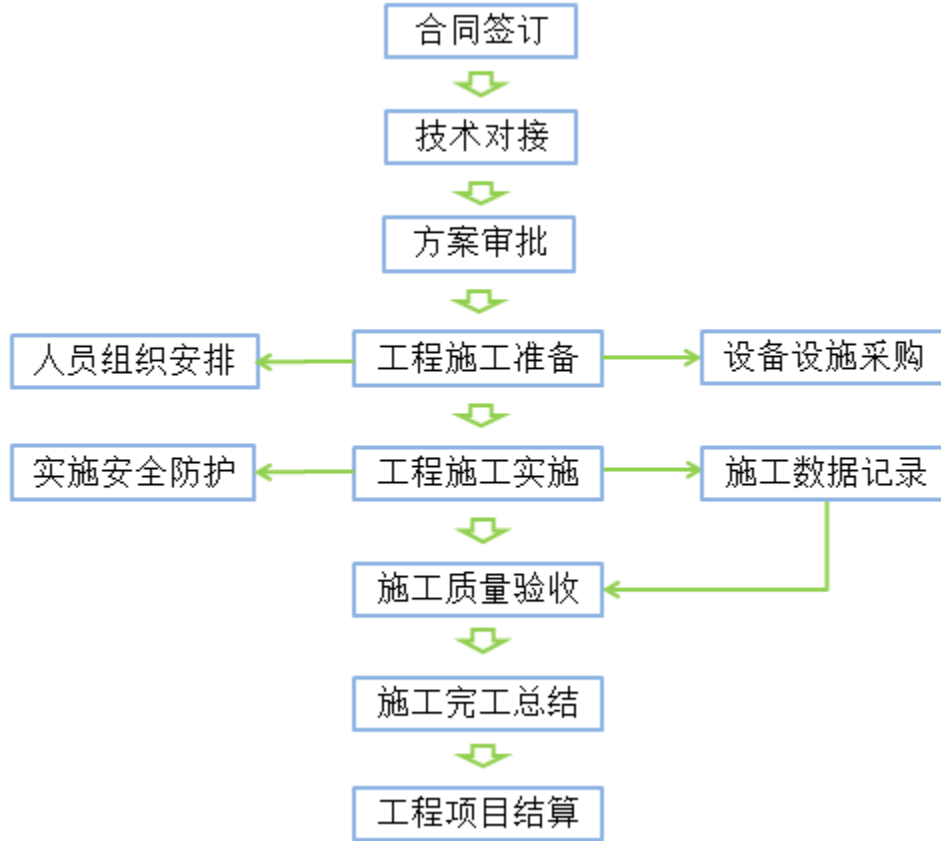 合同签订
技术对接
方案审批
人员组织安排
工程施工准备
设备设施采购
实施安全防护
工程施工实施
施工数据记录
施工质量验收
施工完工总结
工程项目结算